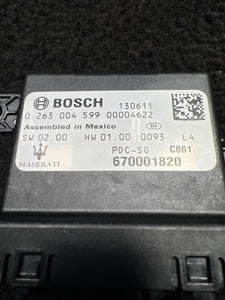 BOSCH 130611
0 263 004 599 00004622
Assembled in Mexico
SW 02.00 HW 01.00 0093 L4
PDC-SG C861
MASERATI 670001820